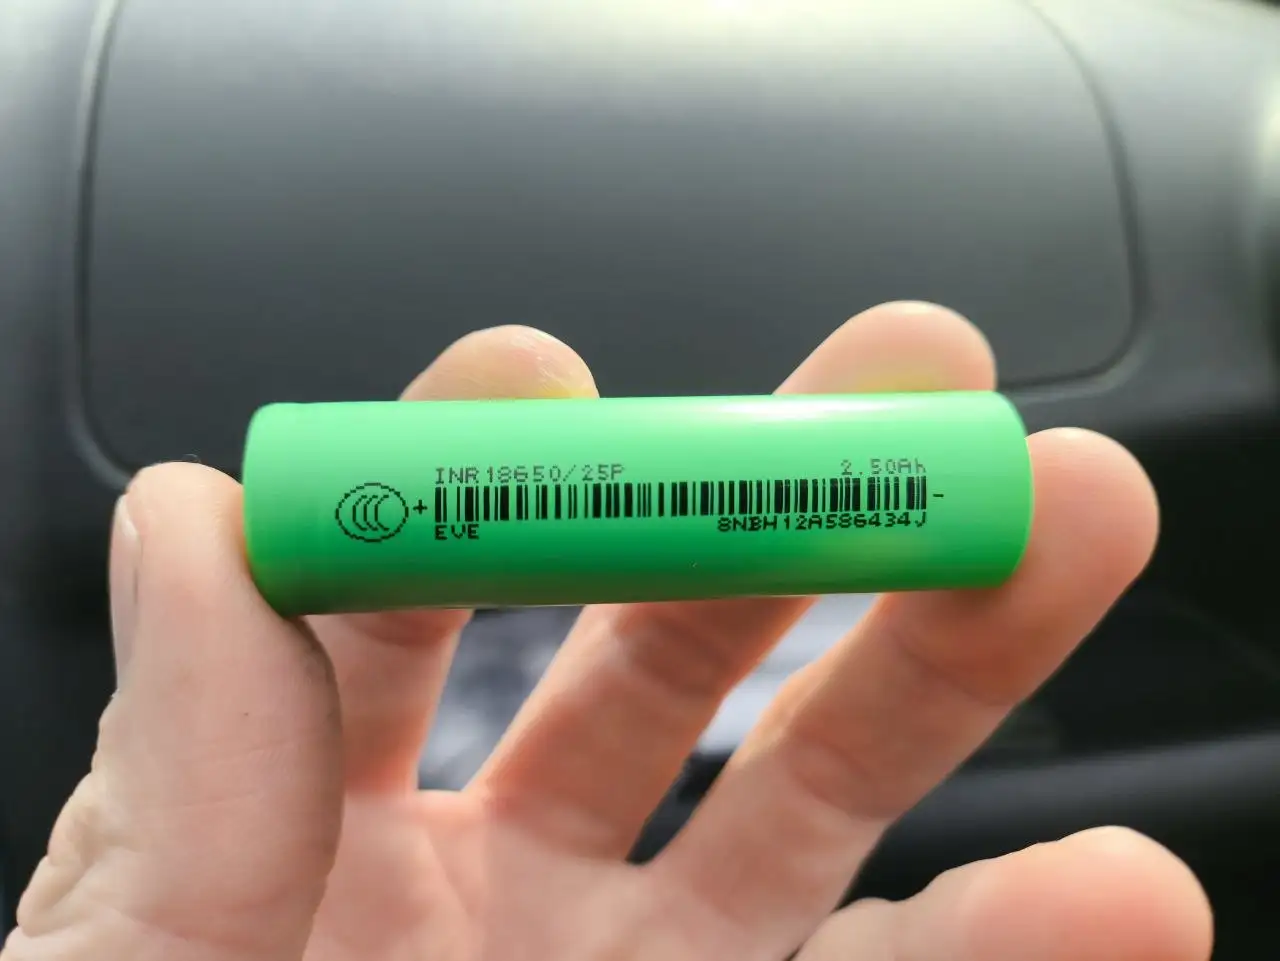 INR18650/25P 2.50Ah
+ -
EVE 8NBH12A586434J